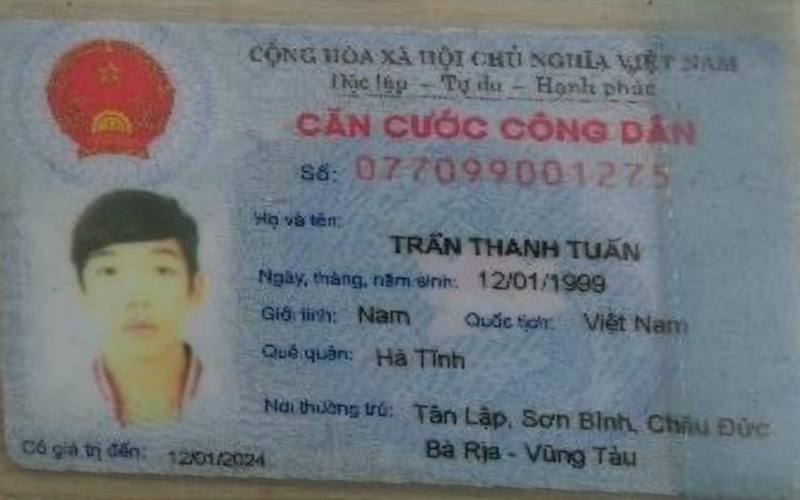 CỘNG HÒA XÃ HỘI CHỦ NGHĨA VIỆT NAM
Độc lập – Tự do – Hạnh phúc
CĂN CƯỚC CÔNG DÂN
Số: 077099001275
Họ và tên:
TRẦN THANH TUẤN
Ngày, tháng, năm sinh: 12/01/1999
Giới tính: Nam Quốc tịch: Việt Nam
Quê quán: Hà Tĩnh
Nơi thường trú: Tân Lập, Sơn Bình, Châu Đức
Bà Rịa - Vũng Tàu
Có giá trị đến: 12/01/2024